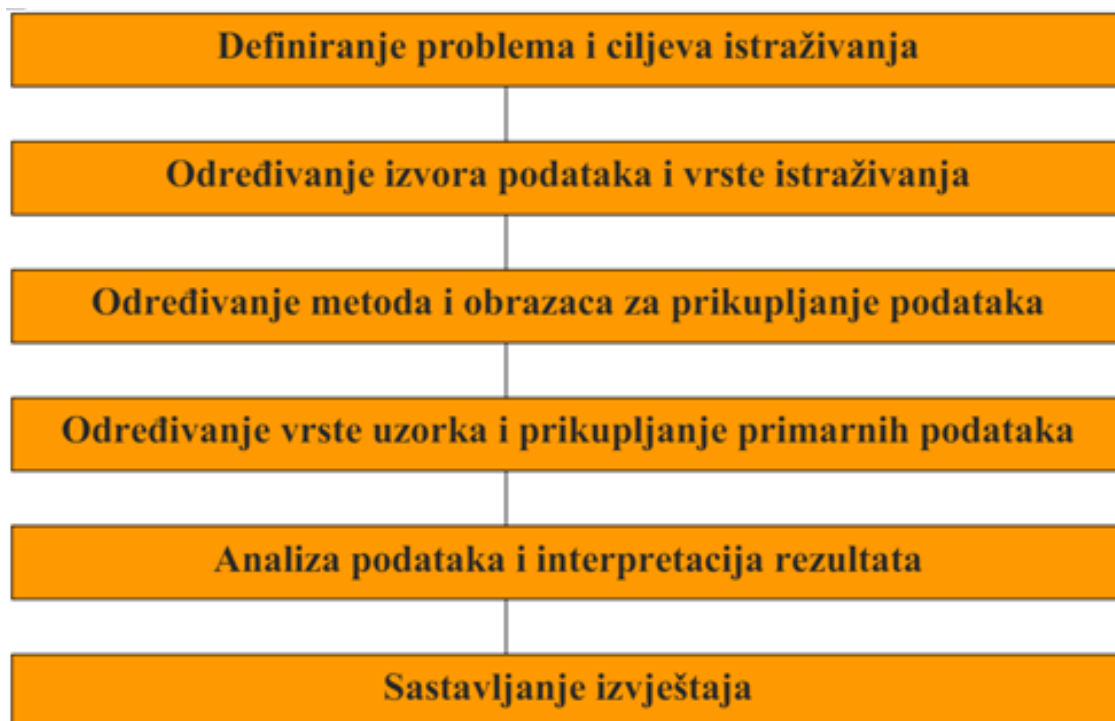 Definiranje problema i ciljeva istraživanja
Određivanje izvora podataka i vrste istraživanja
Određivanje metoda i obrazaca za prikupljanje podataka
Određivanje vrste uzorka i prikupljanje primarnih podataka
Analiza podataka i interpretacija rezultata
Sastavljanje izvještaja